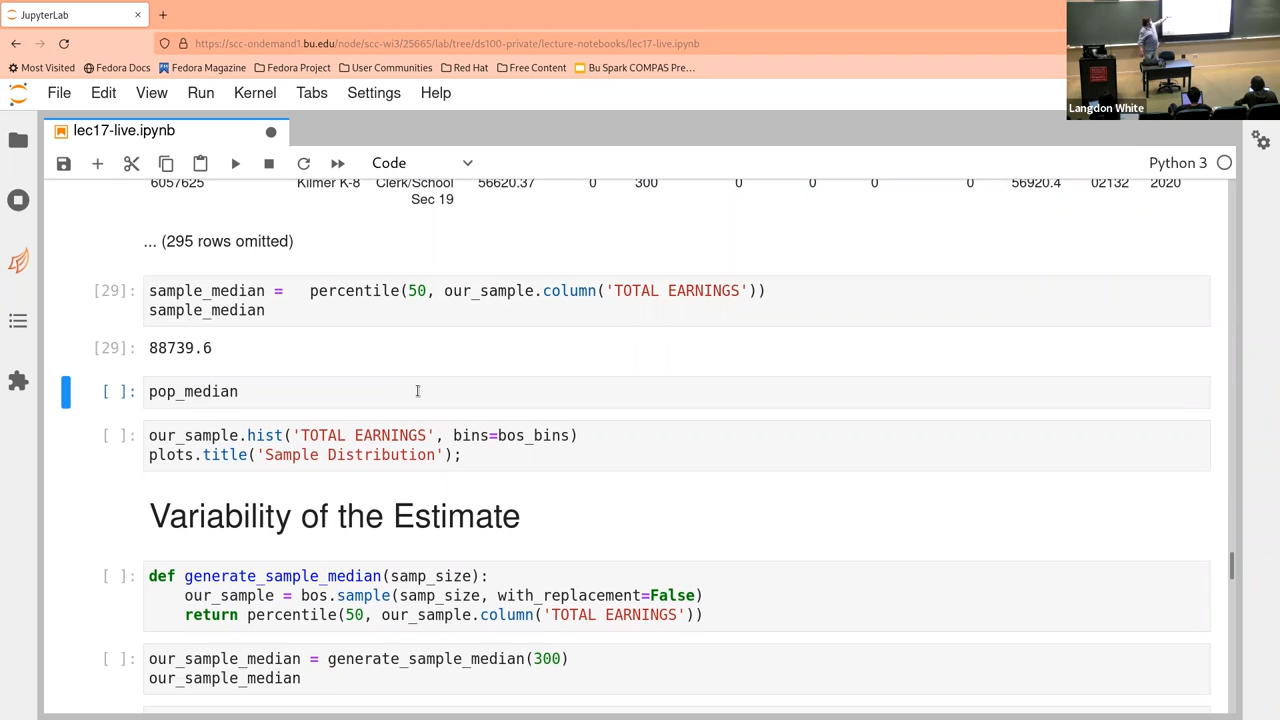 JupyterLab
https://scc-ondemand1.bu.edu/node/scc-wi3/25665/lab/tree/ds100-private/lecture-notebooks/lec17-live.ipynb
Most Visited Fedora Docs Fedora Magazine Fedora Project User Communities Red Hat Free Content Bu Spark COMPAS Pre…
Langdon White
File Edit View Run Kernel Tabs Settings Help
lec17-live.ipynb
Code
Python 3
6057625 Kilmer K-8 Clerk/School 56620.37 0 300 0 0 0 0 56920.4 02132 2020
Sec 19
... (295 rows omitted)
[29]: sample_median = percentile(50, our_sample.column('TOTAL EARNINGS'))
sample_median
[29]: 88739.6
[ ]: pop_median
[ ]: our_sample.hist('TOTAL EARNINGS', bins=bos_bins)
plots.title('Sample Distribution');
Variability of the Estimate
[ ]: def generate_sample_median(samp_size):
our_sample = bos.sample(samp_size, with_replacement=False)
return percentile(50, our_sample.column('TOTAL EARNINGS'))
[ ]: our_sample_median = generate_sample_median(300)
our_sample_median